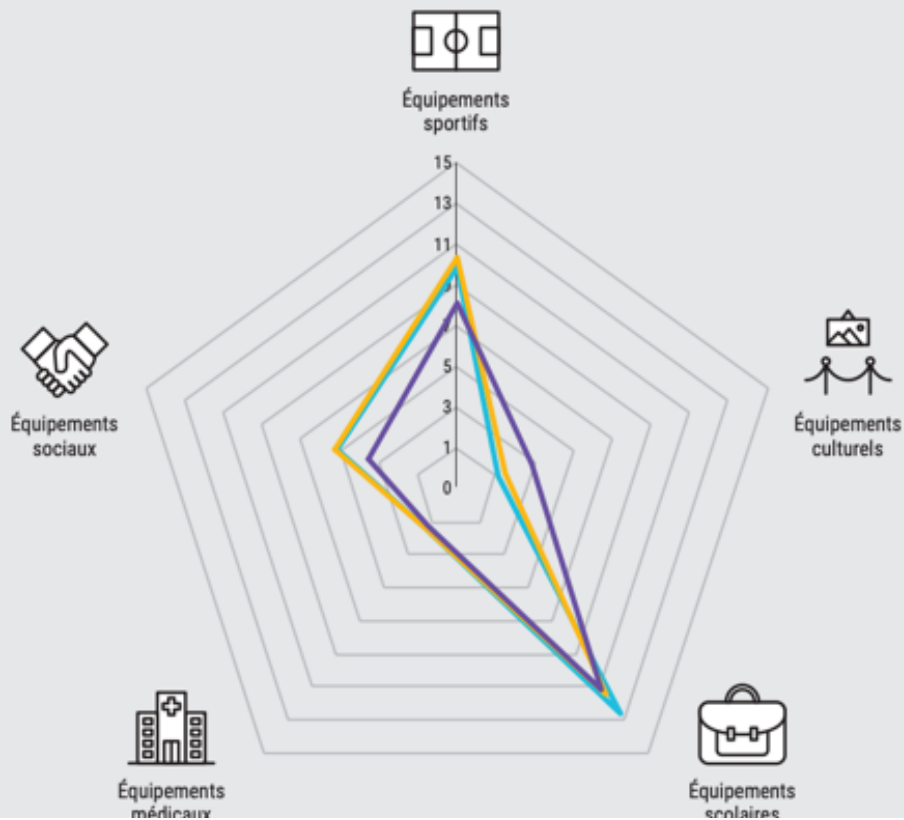 Équipements
sportifs
15
13
11
5
3
1
0
Équipements
sociaux
Équipements
culturels
Équipements
médicaux
Équipements
scolaires